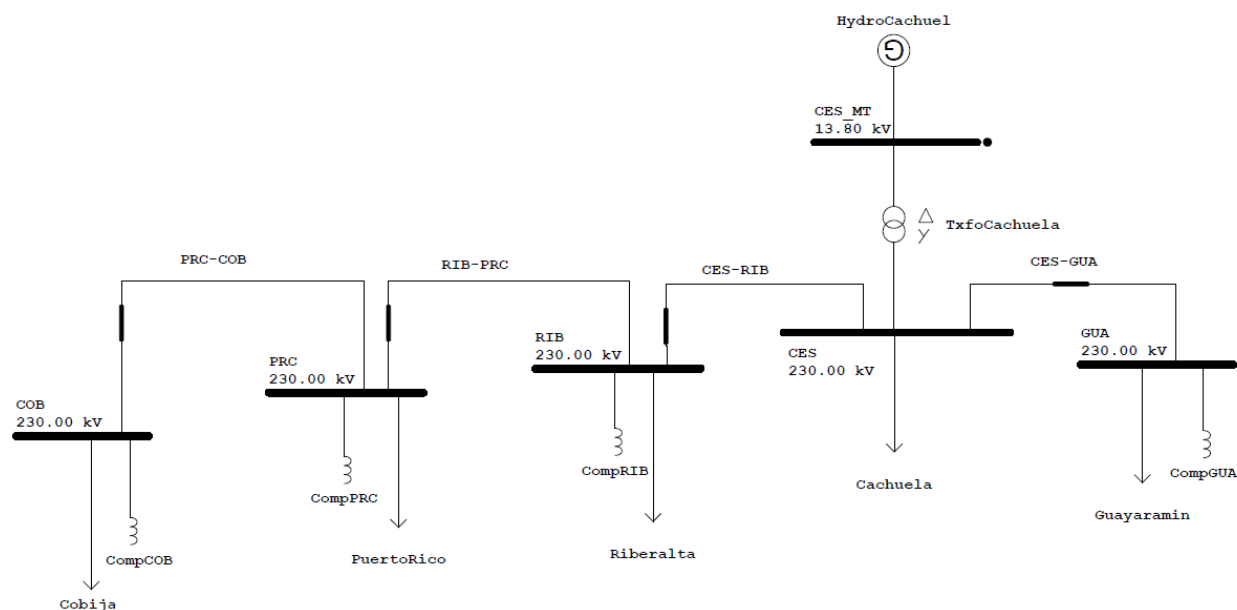 HydroCachuel
G
CES_MT
13.80 kV
TxfoCachuela
PRC-COB
RIB-PRC
CES-RIB
CES-GUA
RIB
230.00 kV
CES
230.00 kV
GUA
230.00 kV
PRC
230.00 kV
COB
230.00 kV
CompPRC
CompRIB
CompGUA
Cachuela
Guayaramin
CompCOB
PuertoRico
Riberalta
Cobija